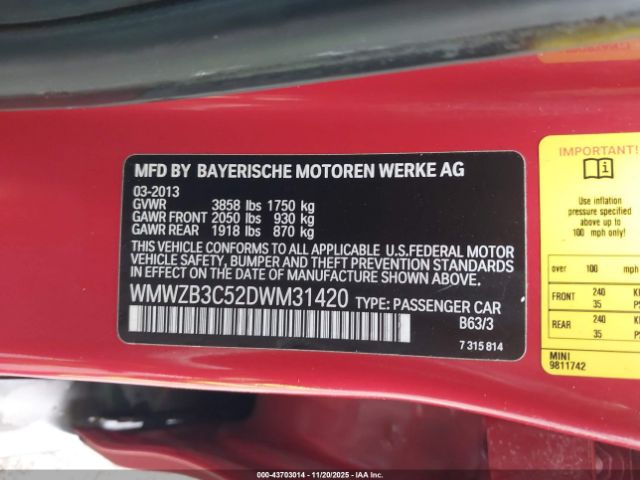 MFD BY BAYERISCHE MOTOREN WERKE AG
03-2013
GVWR 3858 lbs 1750 kg
GAWR FRONT 2050 lbs 930 kg
GAWR REAR 1918 lbs 870 kg
THIS VEHICLE CONFORMS TO ALL APPLICABLE U.S.FEDERAL MOTOR
VEHICLE SAFETY, BUMPER, AND THEFT PREVENTION STANDARDS
IN EFFECT ON THE DATE OF MANUFACTURE SHOWN ABOVE.
WMWZB3C52DWM31420 TYPE: PASSENGER CAR
B63/3
7 315 814
IMPORTANT!
Use inflation
pressure specified
for up to
100 mph only!
over 100 mph
FRONT 240
35
REAR 240
35
MINI
9811742
000-43703014 - 11/20/2025 - IAAI, Inc.